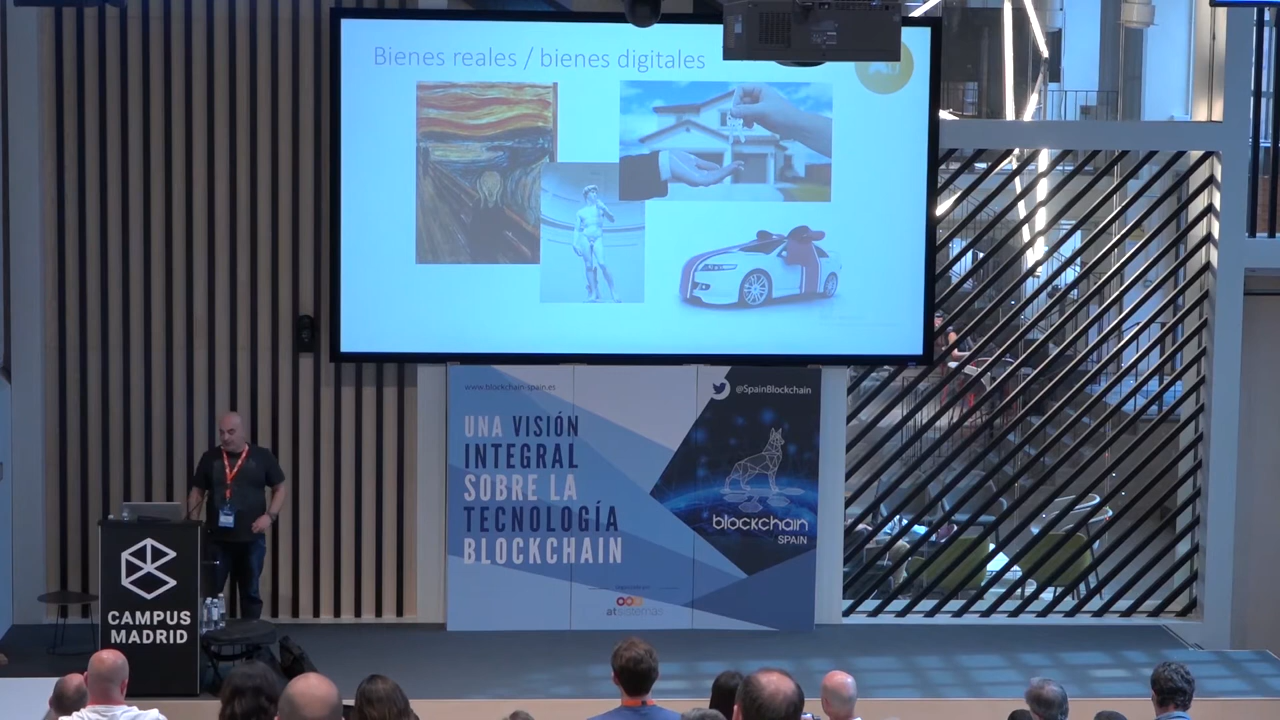 Bienes reales / bienes digitales
www.blockchain-spain.es
@SpainBlockchain
UNA VISIÓN
INTEGRAL
SOBRE LA
TECNOLOGÍA
BLOCKCHAIN
blockchain
SPAIN
atsistemas
CAMPUS
MADRID